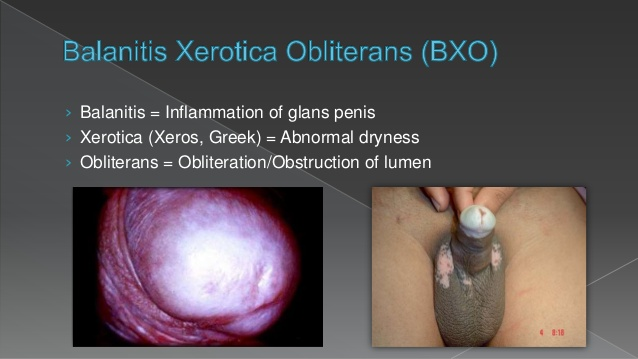 Balanitis Xerotica Obliterans (BXO)
› Balanitis = Inflammation of glans penis
› Xerotica (Xeros, Greek) = Abnormal dryness
› Obliterans = Obliteration/Obstruction of lumen